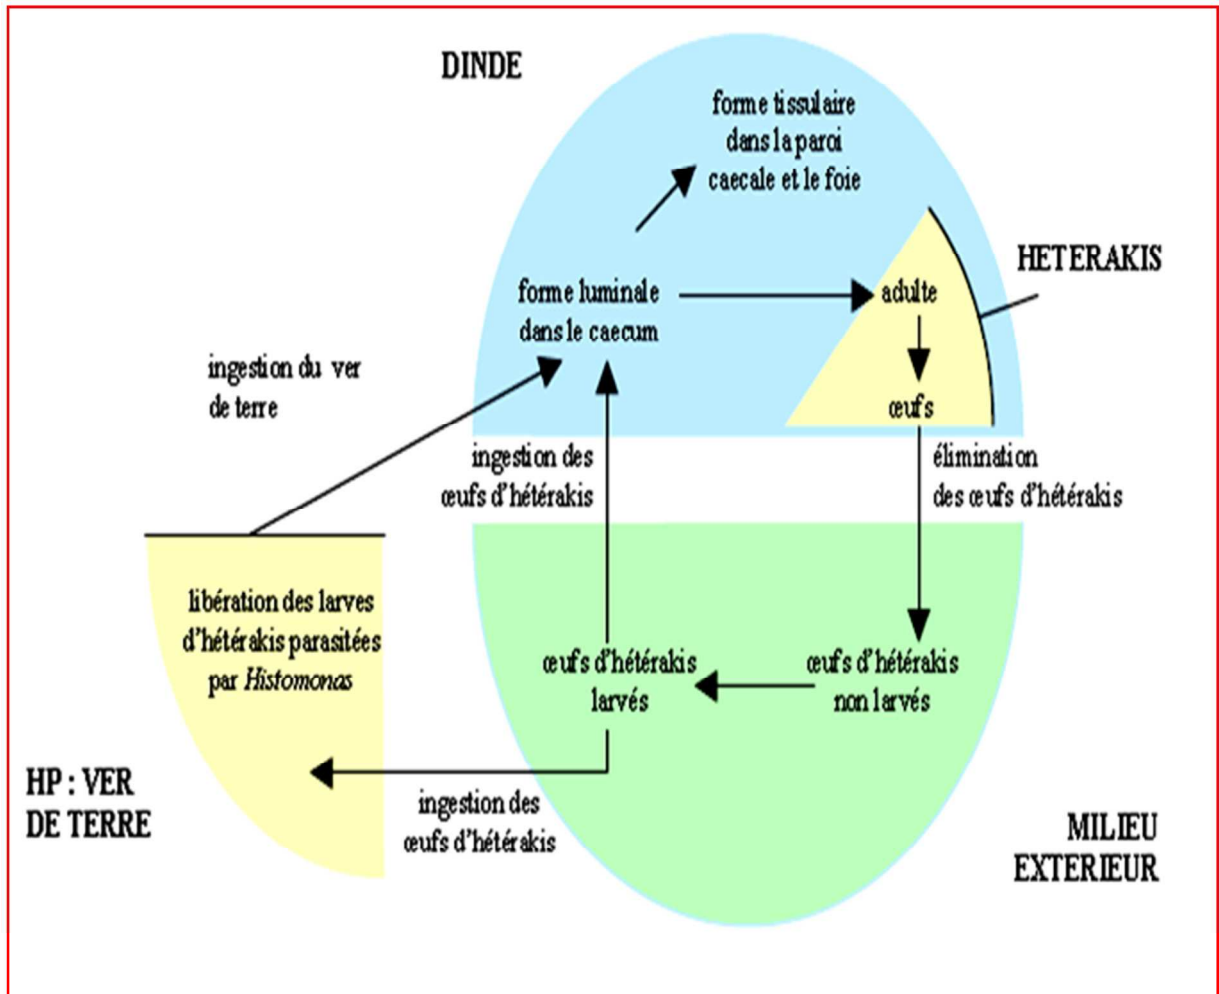 DINDE
forme tissulaire
dans la paroi
caecale et le foie
HETERAKIS
forme luminale
dans le caecum
adulte
œufs
ingestion du ver
de terre
ingestion des
œufs d'hétérakis
élimination
des œufs d'hétérakis
libération des larves
d'hétérakis parasitées
par Histomonas
œufs d'hétérakis
larvés
œufs d'hétérakis
non larvés
HP : VER
DE TERRE
ingestion des
œufs d'hétérakis
MILIEU
EXTERIEUR